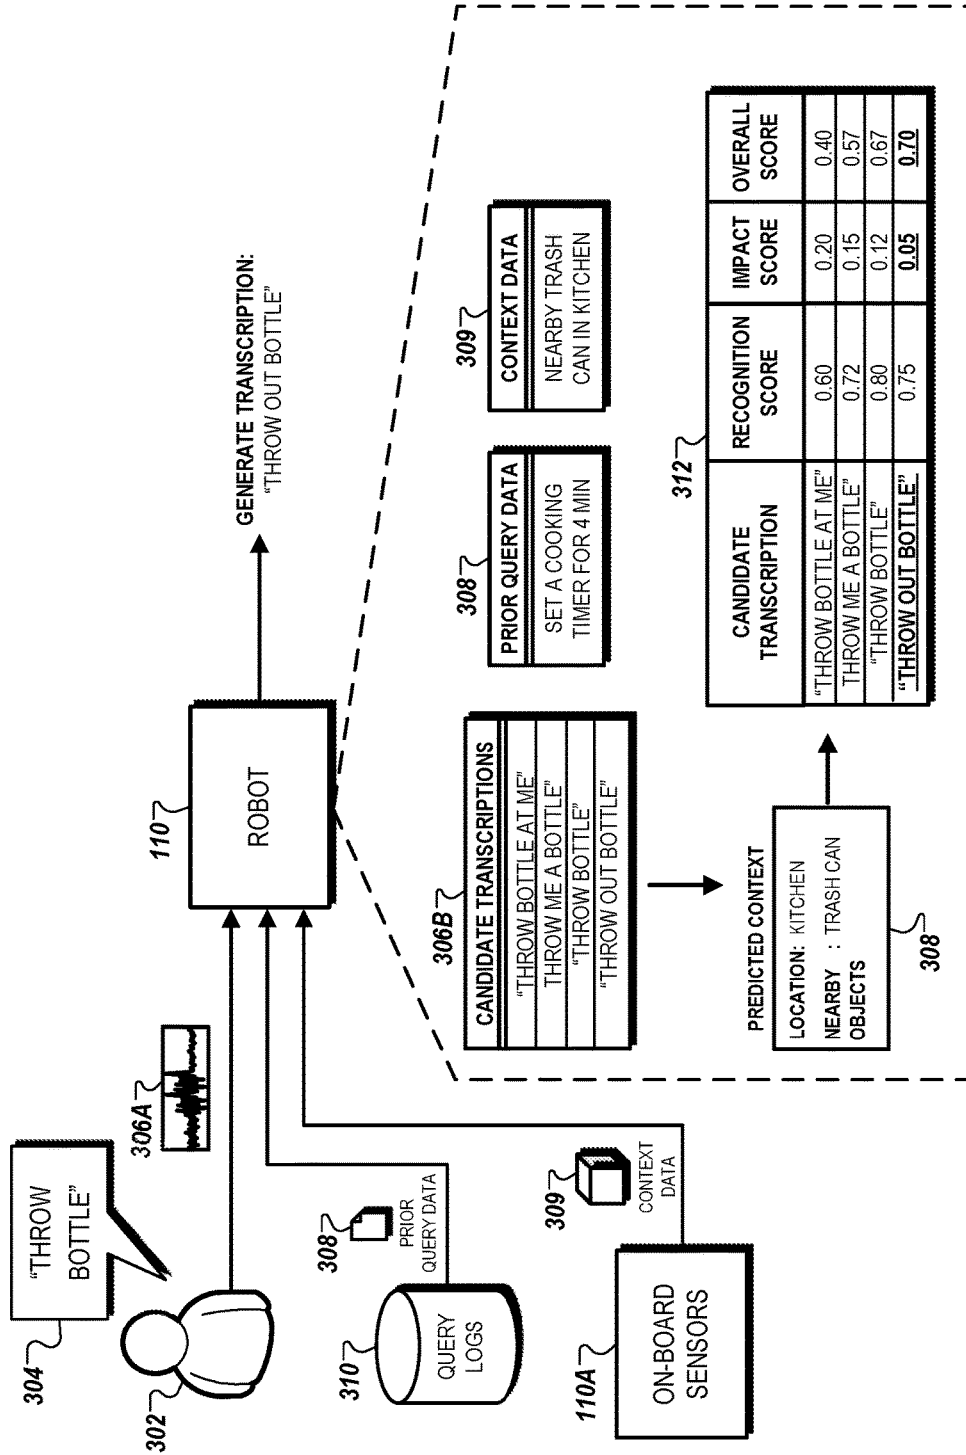 304
"THROW
BOTTLE"
302
306A
310
QUERY
LOGS
308
PRIOR
QUERY DATA
110A
ON-BOARD
SENSORS
309
CONTEXT
DATA
110
ROBOT
GENERATE TRANSCRIPTION:
"THROW OUT BOTTLE"
306B
CANDIDATE TRANSCRIPTIONS
"THROW BOTTLE AT ME"
THROW ME A BOTTLE"
"THROW BOTTLE"
"THROW OUT BOTTLE"
308
PRIOR QUERY DATA
SET A COOKING
TIMER FOR 4 MIN
309
CONTEXT DATA
NEARBY TRASH
CAN IN KITCHEN
PREDICTED CONTEXT
LOCATION: KITCHEN
NEARBY : TRASH CAN
OBJECTS
308
312
CANDIDATE
TRANSCRIPTION
RECOGNITION
SCORE
IMPACT
SCORE
OVERALL
SCORE
"THROW BOTTLE AT ME" 0.60 0.20 0.40
THROW ME A BOTTLE" 0.72 0.15 0.57
"THROW BOTTLE" 0.80 0.12 0.67
"THROW OUT BOTTLE" 0.75 0.05 0.70